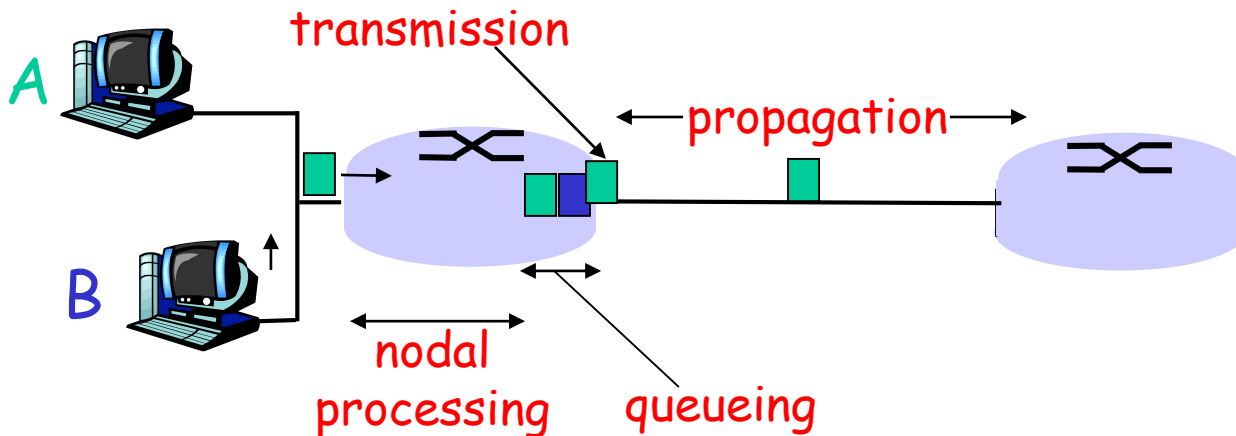 transmission
A
propagation
B
nodal
processing
queueing